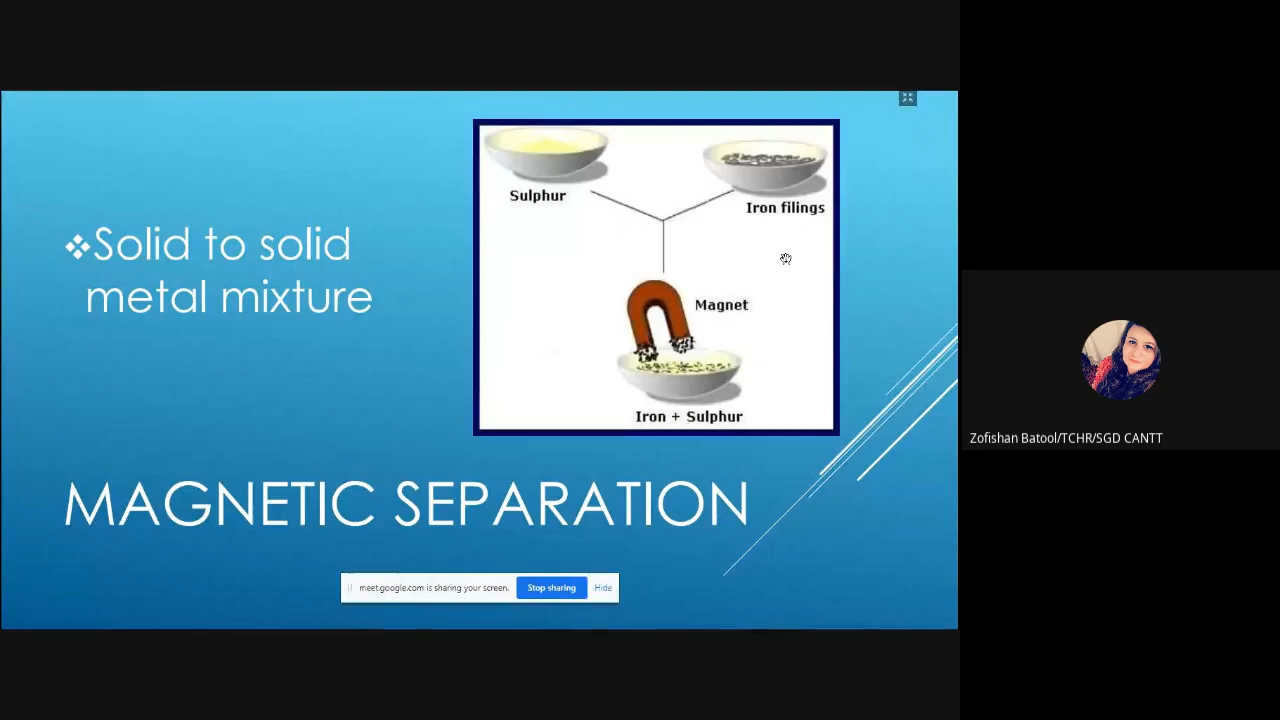 Sulphur
Iron filings
❖Solid to solid
metal mixture
Magnet
Iron + Sulphur
MAGNETIC SEPARATION
meet.google.com is sharing your screen.
Stop sharing
Hide
Zofishan Batool/TCHR/SGD CANTT